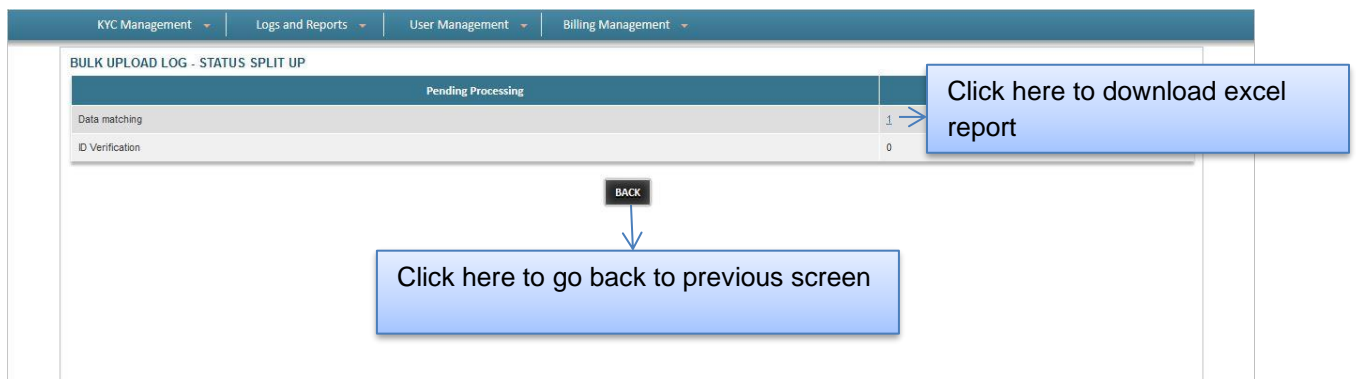 KYC Management Logs and Reports User Management Billing Management
BULK UPLOAD LOG - STATUS SPLIT UP
Pending Processing
Data matching 1
ID Verification 0
Click here to download excel
report
BACK
Click here to go back to previous screen